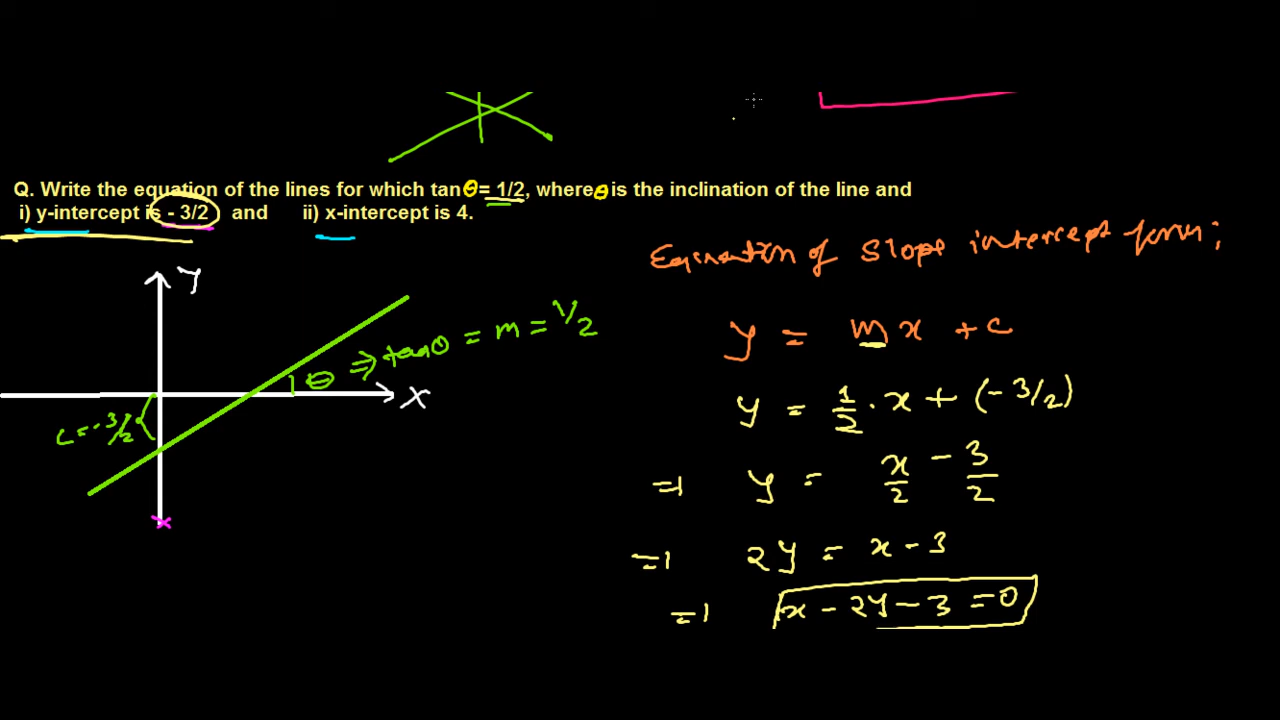 Q. Write the equation of the lines for which tan θ = 1/2, where θ is the inclination of the line and
i) y-intercept is - 3/2 and ii) x-intercept is 4.
Equation of slope intercept form;
Y
θ ⇒ tanθ = m = 1/2
X
c = -3/2
y = mx + c
y = 1/2 . x + (- 3/2)
⇒ y = x/2 - 3/2
⇒ 2y = x - 3
⇒ x - 2y - 3 = 0